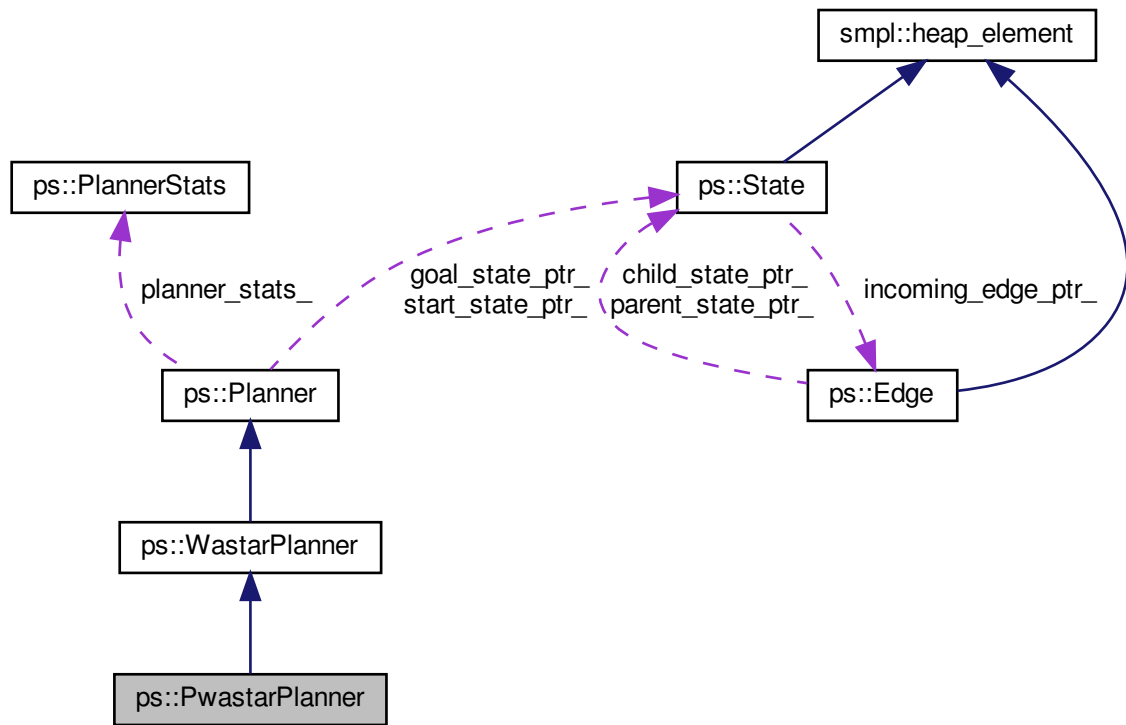 smpl::heap_element
ps::PlannerStats
ps::State
planner_stats_
goal_state_ptr_
start_state_ptr_
child_state_ptr_
parent_state_ptr_
incoming_edge_ptr_
ps::Planner
ps::Edge
ps::WastarPlanner
ps::PwastarPlanner